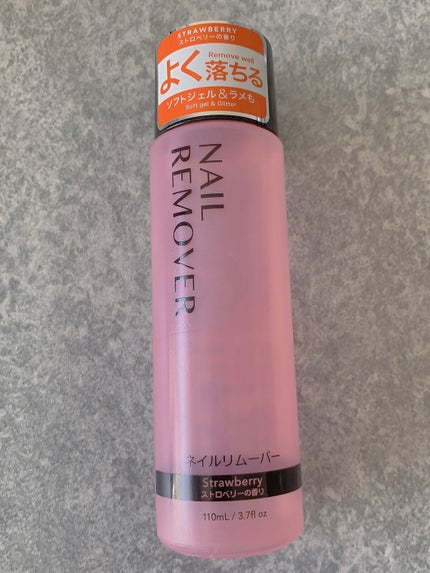 STRAWBERRY
ストロベリーの香り
Remove well
よく落ちる
ソフトジェル&ラメも
Soft gel & Glitter
NAIL
REMOVER
ネイルリムーバー
Strawberry
ストロベリーの香り
110mL / 3.7fl oz